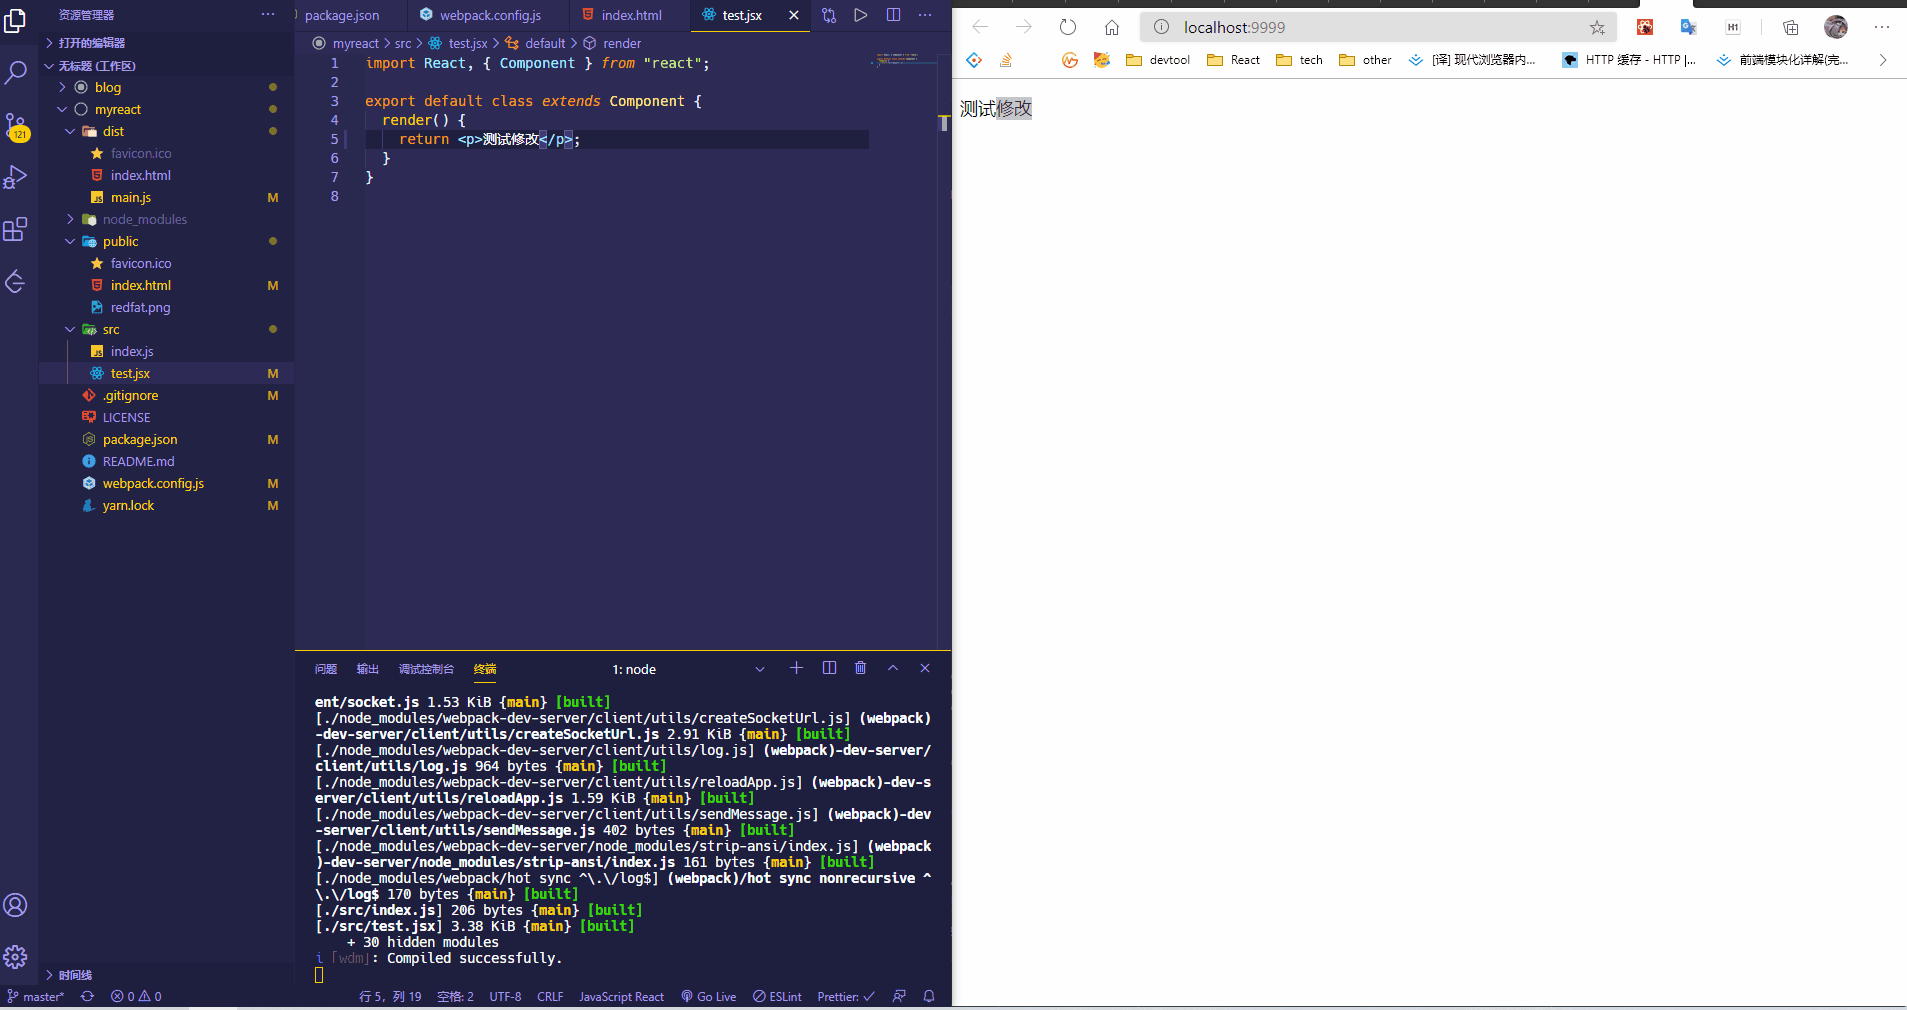 资源管理器
打开的编辑器
无标题 (工作区)
blog
myreact
dist
favicon.ico
index.html
main.js M
node_modules
public
favicon.ico
index.html M
redfat.png
src
index.js
test.jsx M
.gitignore M
LICENSE
package.json M
README.md
webpack.config.js M
yarn.lock M
时间线
121
package.json webpack.config.js index.html test.jsx
myreact > src > test.jsx > default > render
1 import React, { Component } from "react";
2
3 export default class extends Component {
4 render() {
5 return <p>测试修改</p>;
6 }
7 }
8
问题 输出 调试控制台 终端 1: node
ent/socket.js 1.53 KiB {main} [built]
[./node_modules/webpack-dev-server/client/utils/createSocketUrl.js] (webpack)
-dev-server/client/utils/createSocketUrl.js 2.91 KiB {main} [built]
[./node_modules/webpack-dev-server/client/utils/log.js] (webpack)-dev-server/
client/utils/log.js 964 bytes {main} [built]
[./node_modules/webpack-dev-server/client/utils/reloadApp.js] (webpack)-dev-s
erver/client/utils/reloadApp.js 1.59 KiB {main} [built]
[./node_modules/webpack-dev-server/client/utils/sendMessage.js] (webpack)-dev
-server/client/utils/sendMessage.js 402 bytes {main} [built]
[./node_modules/webpack-dev-server/node_modules/strip-ansi/index.js] (webpack
)-dev-server/node_modules/strip-ansi/index.js 161 bytes {main} [built]
[./node_modules/webpack/hot sync ^\.\/log$] (webpack)/hot sync nonrecursive ^
\.\/log$ 170 bytes {main} [built]
[./src/index.js] 206 bytes {main} [built]
[./src/test.jsx] 3.38 KiB {main} [built]
+ 30 hidden modules
i ｢wdm｣: Compiled successfully.
master* 0 0 行 5，列 19 空格: 2 UTF-8 CRLF JavaScript React Go Live ESLint Prettier: ✓
localhost:9999 H1
devtool React tech other [译] 现代浏览器内... HTTP 缓存 - HTTP |... 前端模块化详解(完...
测试修改